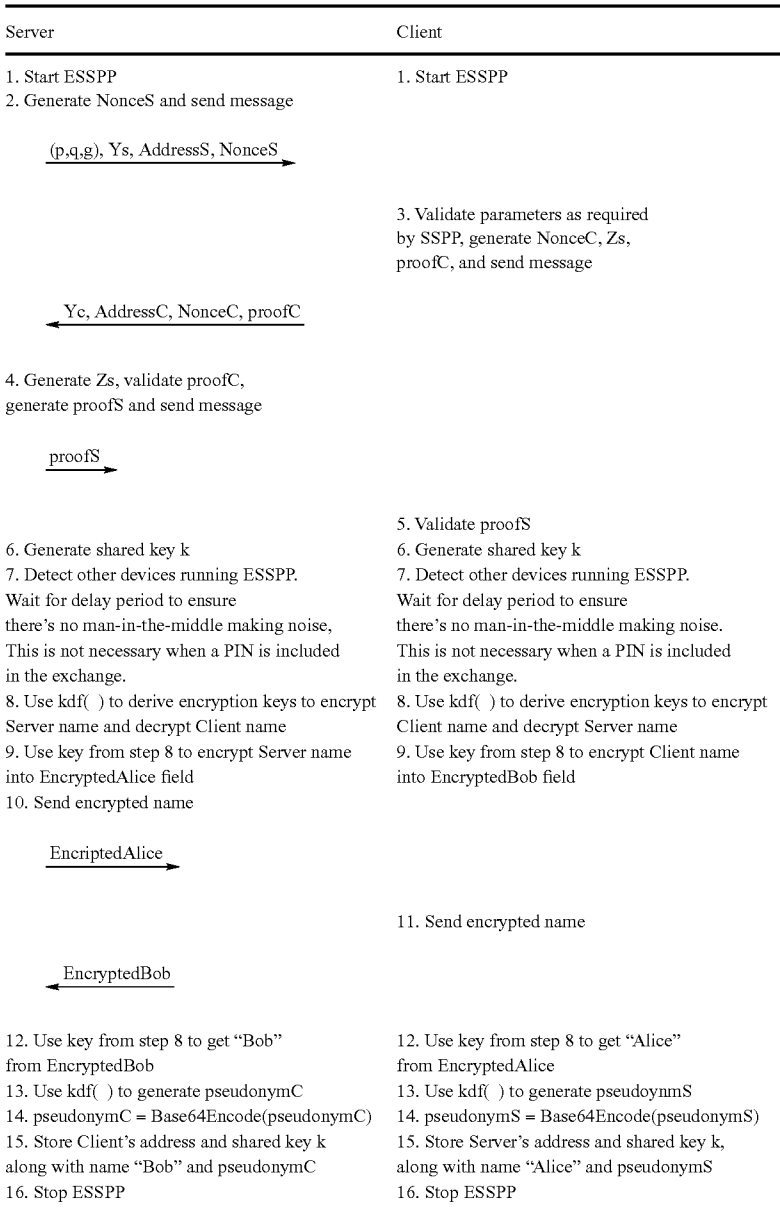 Server Client
1. Start ESSPP 1. Start ESSPP
2. Generate NonceS and send message
(p,q,g), Ys, AddressS, NonceS
3. Validate parameters as required
by SSPP, generate NonceC, Zs,
proofC, and send message
Yc, AddressC, NonceC, proofC
4. Generate Zs, validate proofC,
generate proofS and send message
proofS
5. Validate proofS
6. Generate shared key k 6. Generate shared key k
7. Detect other devices running ESSPP. 7. Detect other devices running ESSPP.
Wait for delay period to ensure Wait for delay period to ensure
there’s no man-in-the-middle making noise, there’s no man-in-the-middle making noise.
This is not necessary when a PIN is included This is not necessary when a PIN is included
in the exchange. in the exchange.
8. Use kdf( ) to derive encryption keys to encrypt 8. Use kdf( ) to derive encryption keys to encrypt
Server name and decrypt Client name Client name and decrypt Server name
9. Use key from step 8 to encrypt Server name 9. Use key from step 8 to encrypt Client name
into EncryptedAlice field into EncryptedBob field
10. Send encrypted name
EncriptedAlice
11. Send encrypted name
EncryptedBob
12. Use key from step 8 to get “Bob” 12. Use key from step 8 to get “Alice”
from EncryptedBob from EncryptedAlice
13. Use kdf( ) to generate pseudonymC 13. Use kdf( ) to generate pseudoynmS
14. pseudonymC = Base64Encode(pseudonymC) 14. pseudonymS = Base64Encode(pseudonymS)
15. Store Client’s address and shared key k 15. Store Server’s address and shared key k,
along with name “Bob” and pseudonymC along with name “Alice” and pseudonymS
16. Stop ESSPP 16. Stop ESSPP